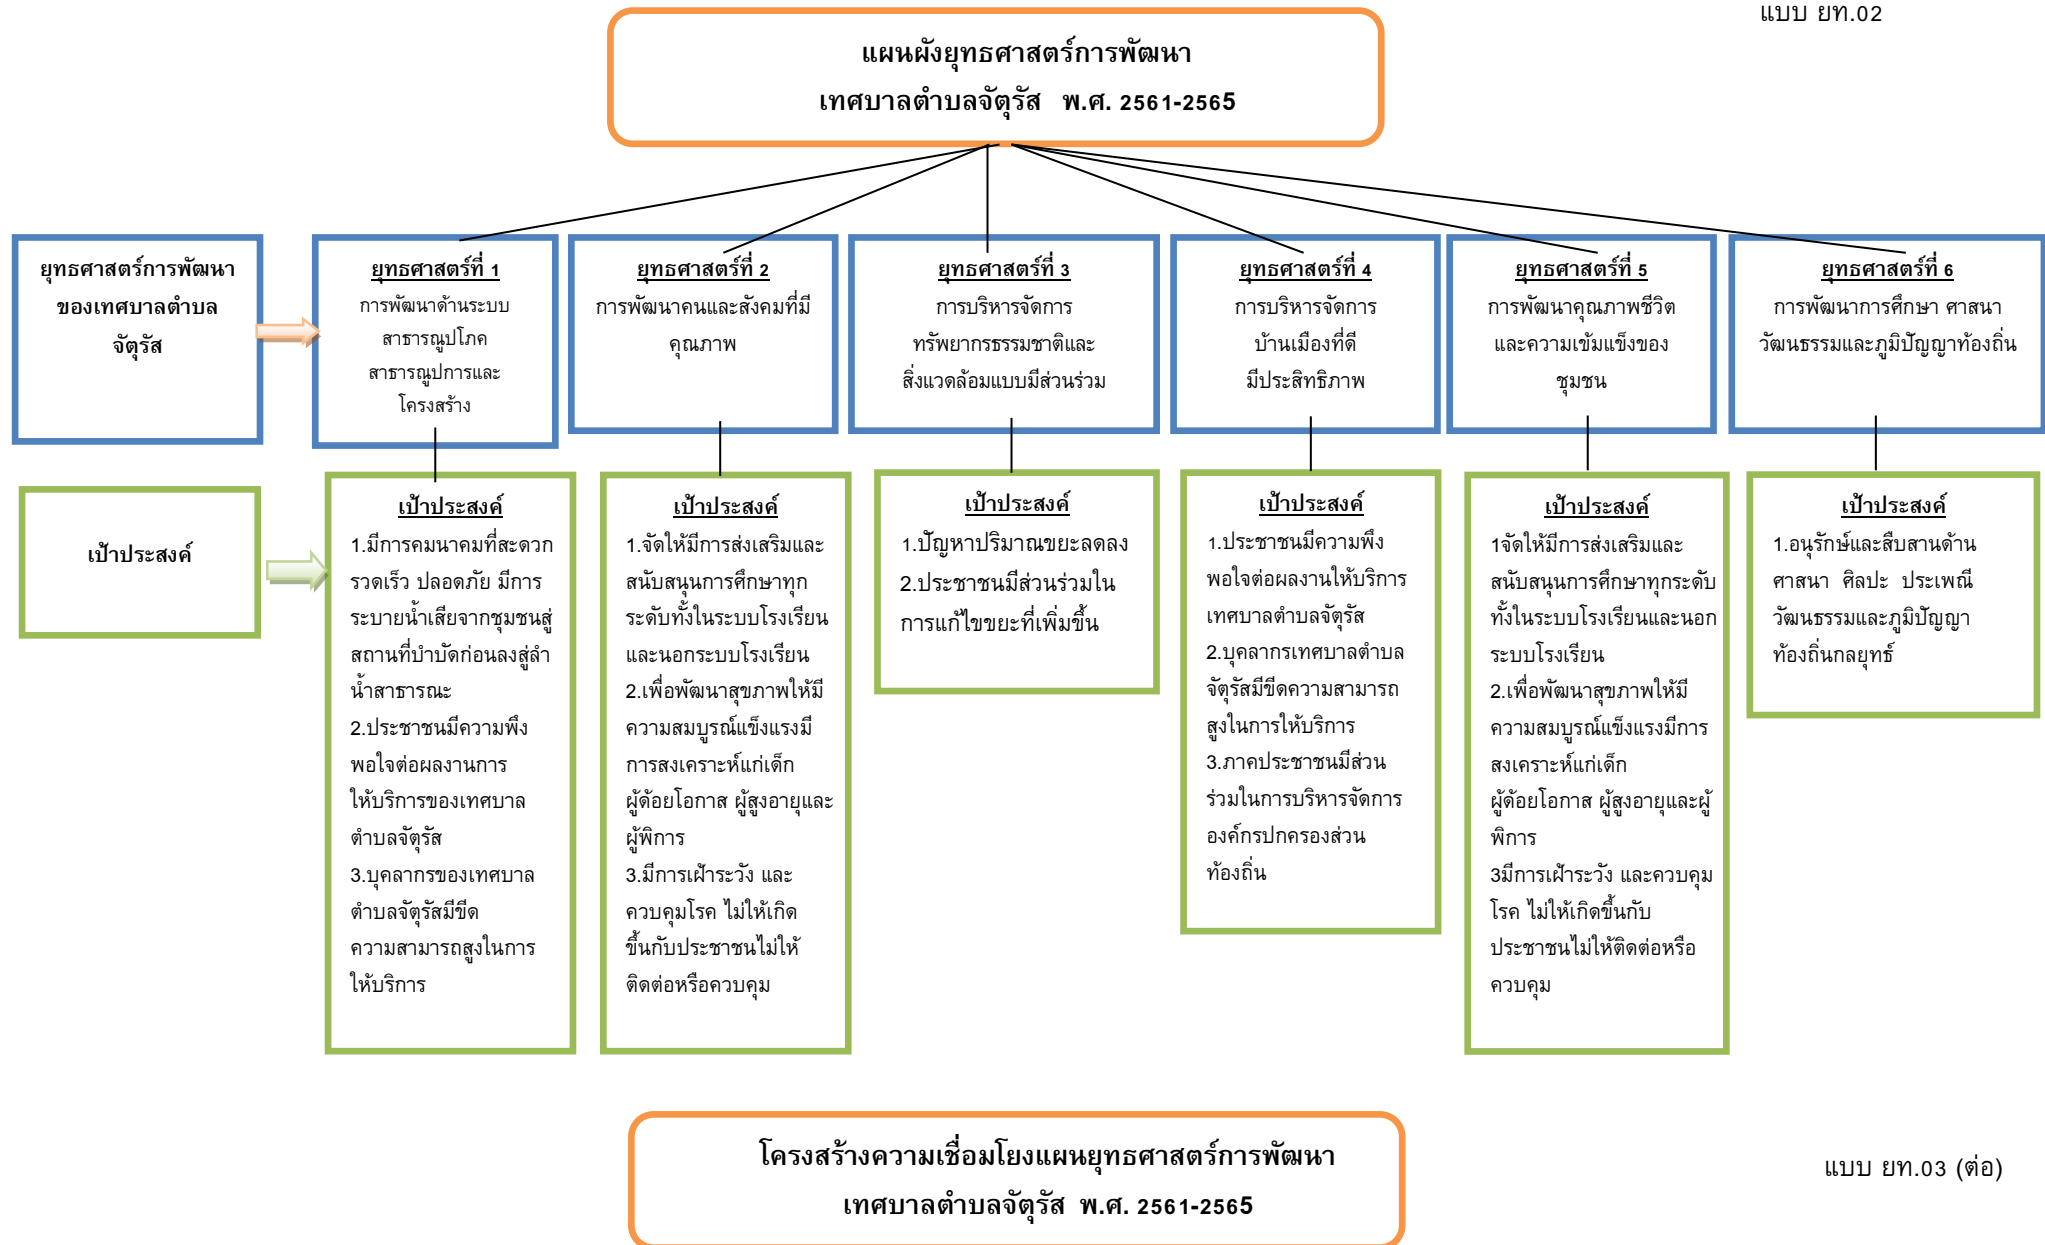 แบบ ยท.02
แผนผังยุทธศาสตร์การพัฒนา
เทศบาลตำบลจัตุรัส พ.ศ. 2561-2565
ยุทธศาสตร์การพัฒนา
ของเทศบาลตำบล
จัตุรัส
ยุทธศาสตร์ที่ 1
การพัฒนาด้านระบบ
สาธารณูปโภค
สาธารณูปการและ
โครงสร้าง
ยุทธศาสตร์ที่ 2
การพัฒนาคนและสังคมที่มี
คุณภาพ
ยุทธศาสตร์ที่ 3
การบริหารจัดการ
ทรัพยากรธรรมชาติและ
สิ่งแวดล้อมแบบมีส่วนร่วม
ยุทธศาสตร์ที่ 4
การบริหารจัดการ
บ้านเมืองที่ดี
มีประสิทธิภาพ
ยุทธศาสตร์ที่ 5
การพัฒนาคุณภาพชีวิต
และความเข้มแข็งของ
ชุมชน
ยุทธศาสตร์ที่ 6
การพัฒนาการศึกษา ศาสนา
วัฒนธรรมและภูมิปัญญาท้องถิ่น
เป้าประสงค์
เป้าประสงค์
1.มีการคมนาคมที่สะดวก
รวดเร็ว ปลอดภัย มีการ
ระบายน้ำเสียจากชุมชนสู่
สถานที่บำบัดก่อนลงสู่ลำ
น้ำสาธารณะ
2.ประชาชนมีความพึง
พอใจต่อผลงานการ
ให้บริการของเทศบาล
ตำบลจัตุรัส
3.บุคลากรของเทศบาล
ตำบลจัตุรัสมีขีด
ความสามารถสูงในการ
ให้บริการ
เป้าประสงค์
1.จัดให้มีการส่งเสริมและ
สนับสนุนการศึกษาทุก
ระดับทั้งในระบบโรงเรียน
และนอกระบบโรงเรียน
2.เพื่อพัฒนาสุขภาพให้มี
ความสมบูรณ์แข็งแรงมี
การสงเคราะห์แก่เด็ก
ผู้ด้อยโอกาส ผู้สูงอายุและ
ผู้พิการ
3.มีการเฝ้าระวัง และ
ควบคุมโรค ไม่ให้เกิด
ขึ้นกับประชาชนไม่ให้
ติดต่อหรือควบคุม
เป้าประสงค์
1.ปัญหาปริมาณขยะลดลง
2.ประชาชนมีส่วนร่วมใน
การแก้ไขขยะที่เพิ่มขึ้น
เป้าประสงค์
1.ประชาชนมีความพึง
พอใจต่อผลงานให้บริการ
เทศบาลตำบลจัตุรัส
2.บุคลากรเทศบาลตำบล
จัตุรัสมีขีดความสามารถ
สูงในการให้บริการ
3.ภาคประชาชนมีส่วน
ร่วมในการบริหารจัดการ
องค์กรปกครองส่วน
ท้องถิ่น
เป้าประสงค์
1จัดให้มีการส่งเสริมและ
สนับสนุนการศึกษาทุกระดับ
ทั้งในระบบโรงเรียนและนอก
ระบบโรงเรียน
2.เพื่อพัฒนาสุขภาพให้มี
ความสมบูรณ์แข็งแรงมีการ
สงเคราะห์แก่เด็ก
ผู้ด้อยโอกาส ผู้สูงอายุและผู้
พิการ
3มีการเฝ้าระวัง และควบคุม
โรค ไม่ให้เกิดขึ้นกับ
ประชาชนไม่ให้ติดต่อหรือ
ควบคุม
เป้าประสงค์
1.อนุรักษ์และสืบสานด้าน
ศาสนา ศิลปะ ประเพณี
วัฒนธรรมและภูมิปัญญา
ท้องถิ่นกลยุทธ์
โครงสร้างความเชื่อมโยงแผนยุทธศาสตร์การพัฒนา
เทศบาลตำบลจัตุรัส พ.ศ. 2561-2565
แบบ ยท.03 (ต่อ)